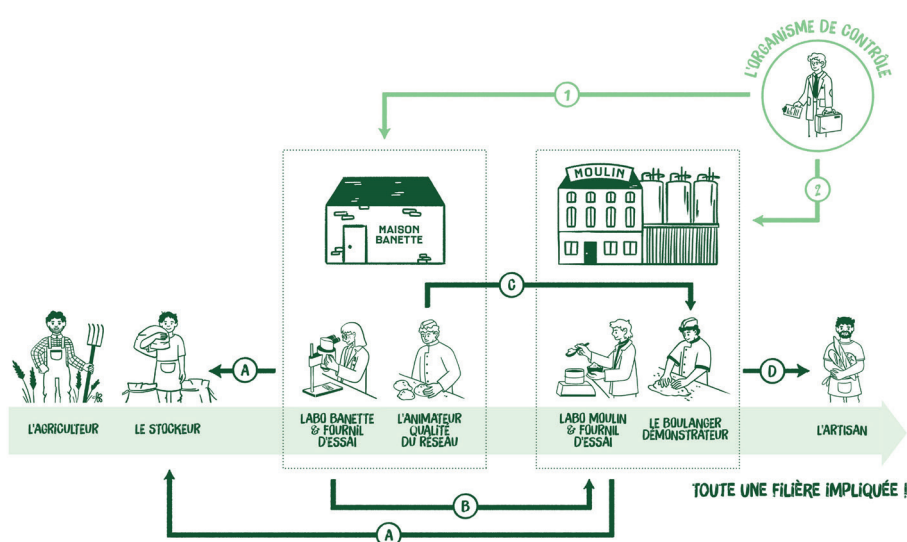 L'ORGANISME DE CONTRÔLE
1
2
MOULIN
MAISON
BANETTE
C
A
D
L'AGRICULTEUR
LE STOCKEUR
LABO BANETTE
& FOURNIL
D'ESSAI
L'ANIMATEUR
QUALITÉ
DU RÉSEAU
LABO MOULIN
& FOURNIL
D'ESSAI
LE BOULANGER
DÉMONSTRATEUR
L'ARTISAN
TOUTE UNE FILIÈRE IMPLIQUÉE !
B
A